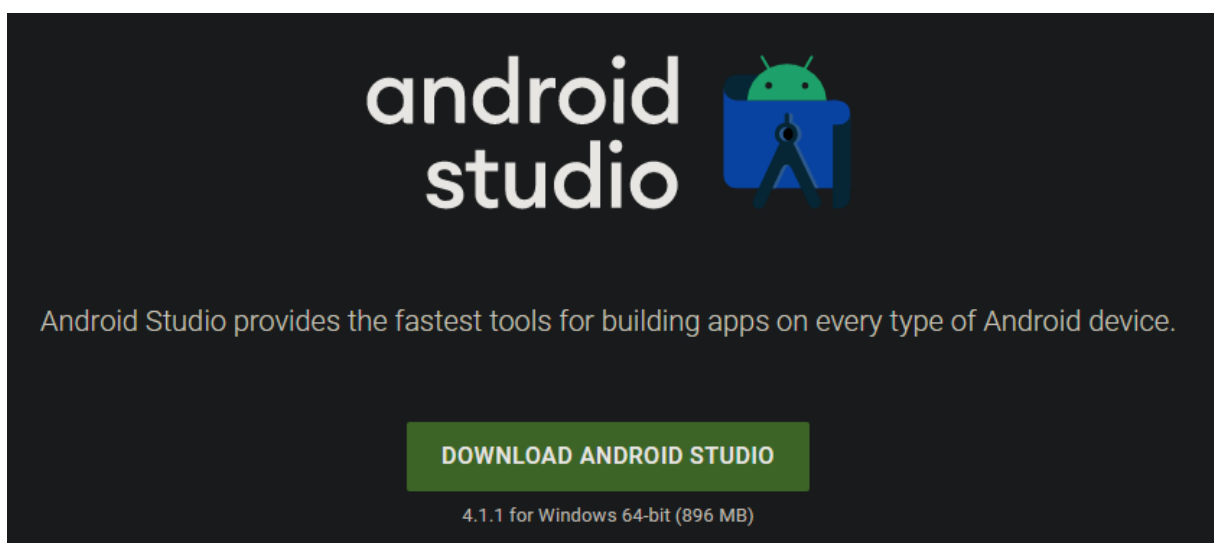 android
studio
Android Studio provides the fastest tools for building apps on every type of Android device.
DOWNLOAD ANDROID STUDIO
4.1.1 for Windows 64-bit (896 MB)